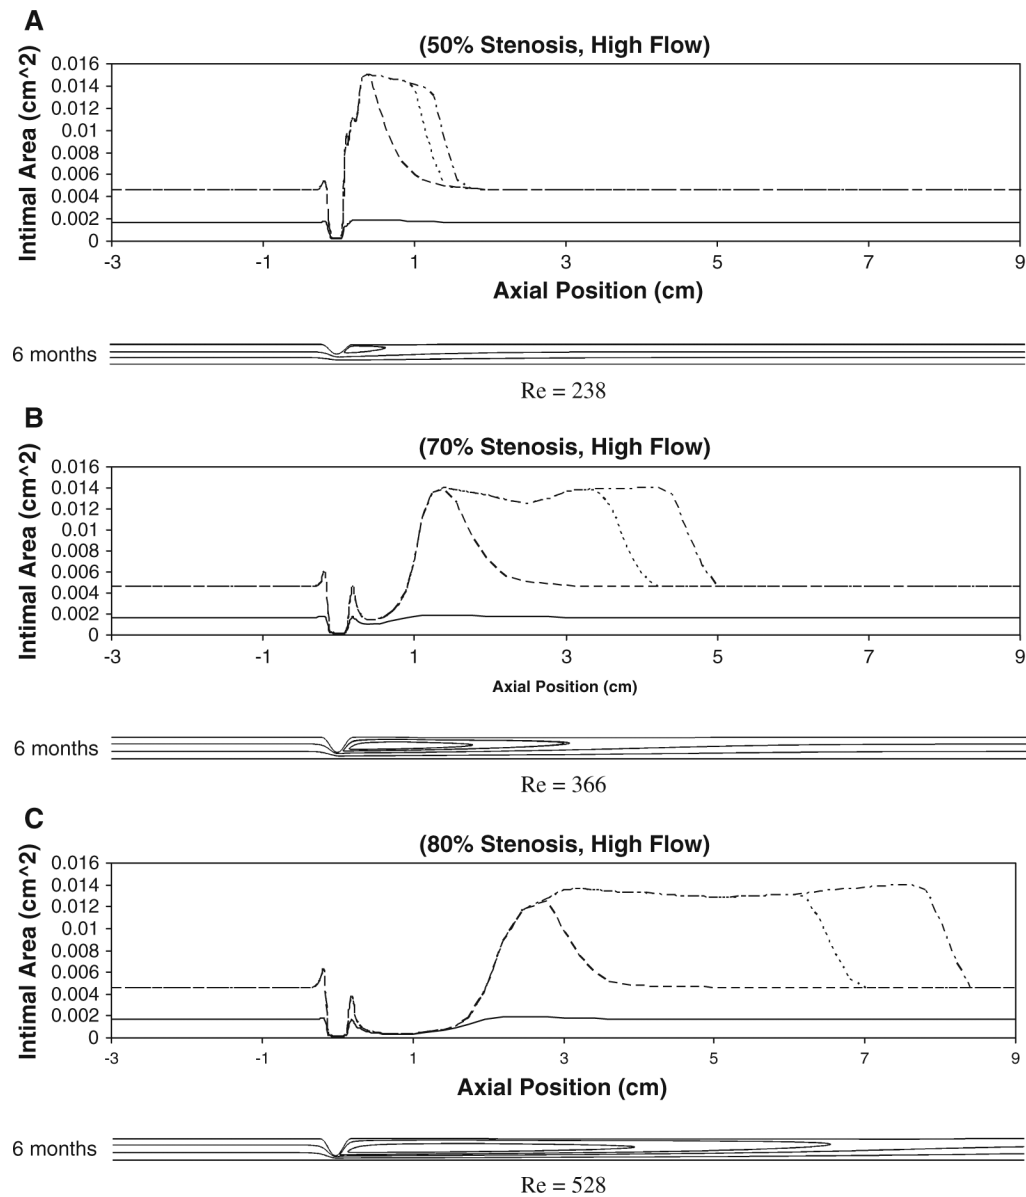 A
(50% Stenosis, High Flow)
Intimal Area (cm^2)
0.016
0.014
0.012
0.01
0.008
0.006
0.004
0.002
0
-3 -1 1 3 5 7 9
Axial Position (cm)
6 months
Re = 238
B
(70% Stenosis, High Flow)
Intimal Area (cm^2)
0.016
0.014
0.012
0.01
0.008
0.006
0.004
0.002
0
-3 -1 1 3 5 7 9
Axial Position (cm)
6 months
Re = 366
C
(80% Stenosis, High Flow)
Intimal Area (cm^2)
0.016
0.014
0.012
0.01
0.008
0.006
0.004
0.002
0
-3 -1 1 3 5 7 9
Axial Position (cm)
6 months
Re = 528